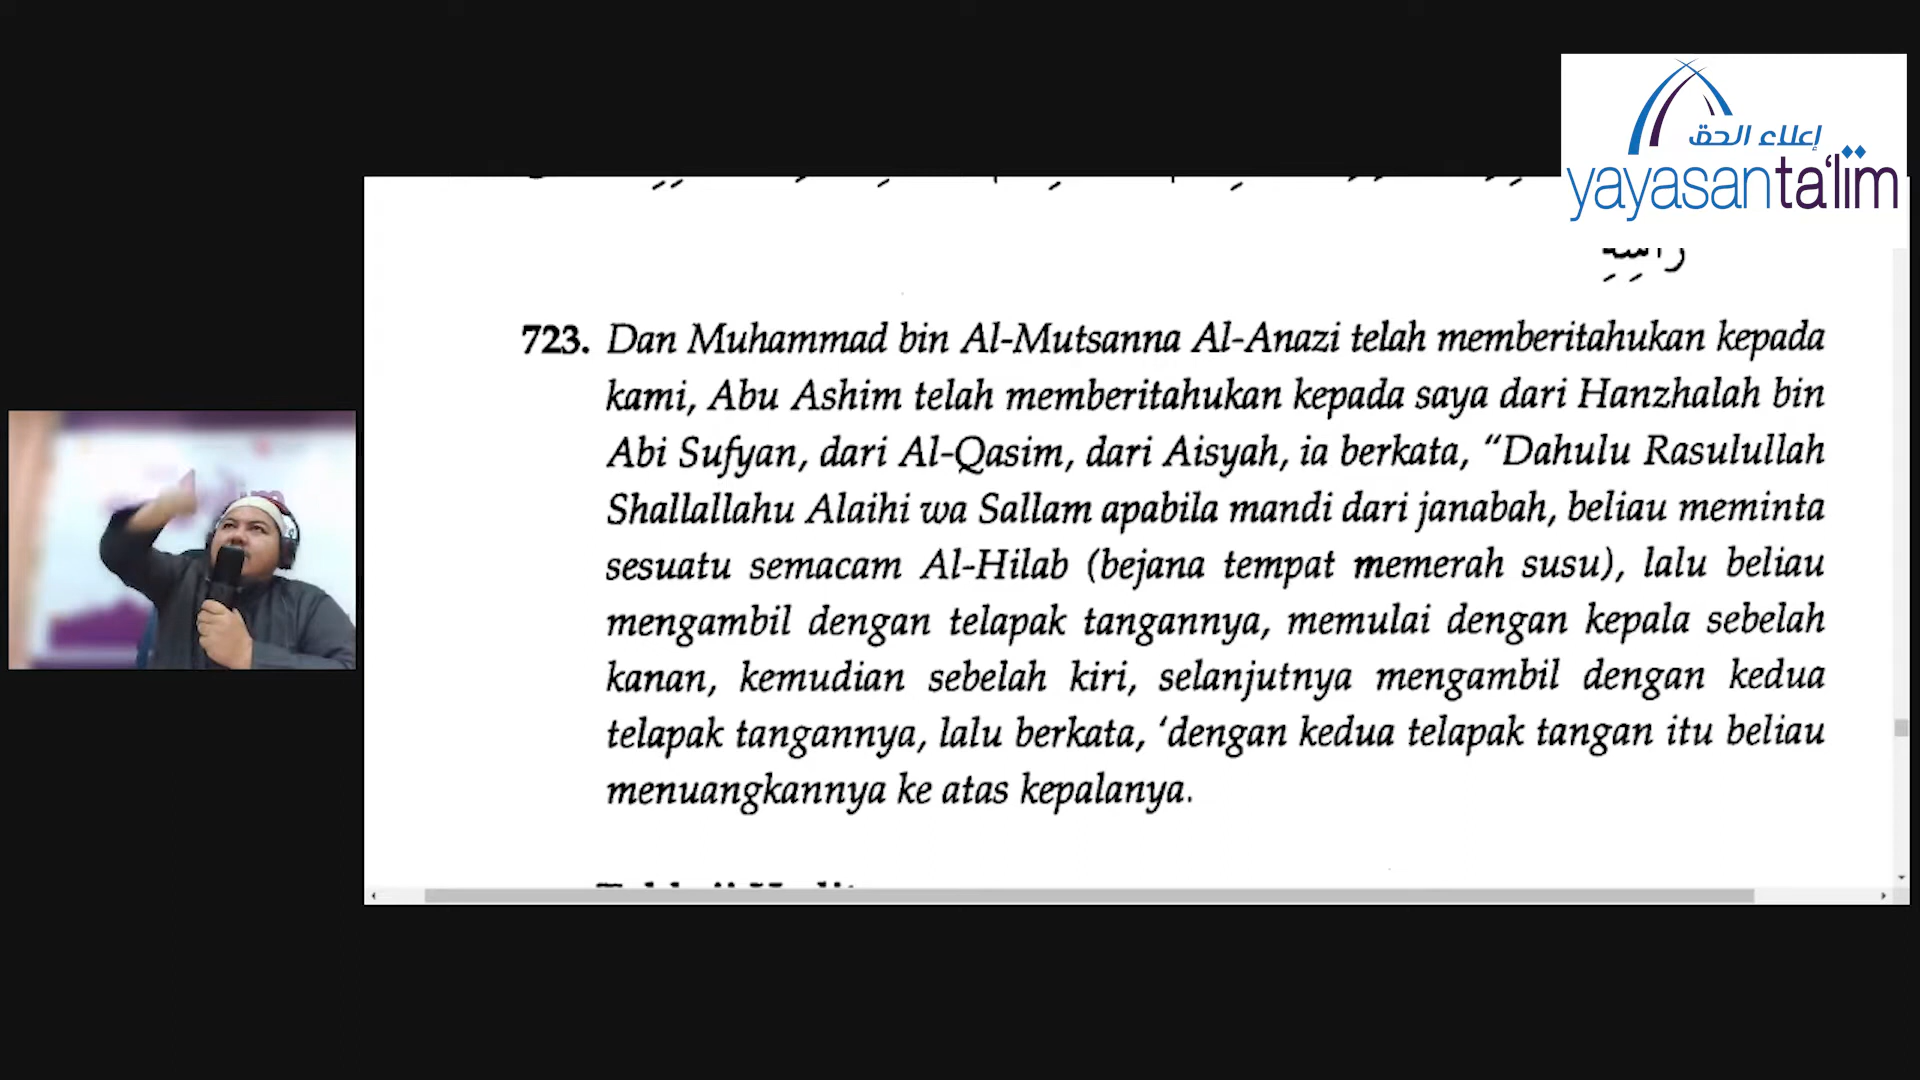 إعلاء الحق
yayasanta'lim
723. Dan Muhammad bin Al-Mutsanna Al-Anazi telah memberitahukan kepada
kami, Abu Ashim telah memberitahukan kepada saya dari Hanzhalah bin
Abi Sufyan, dari Al-Qasim, dari Aisyah, ia berkata, “Dahulu Rasulullah
Shallallahu Alaihi wa Sallam apabila mandi dari janabah, beliau meminta
sesuatu semacam Al-Hilab (bejana tempat memerah susu), lalu beliau
mengambil dengan telapak tangannya, memulai dengan kepala sebelah
kanan, kemudian sebelah kiri, selanjutnya mengambil dengan kedua
telapak tangannya, lalu berkata, ‘dengan kedua telapak tangan itu beliau
menuangkannya ke atas kepalanya.